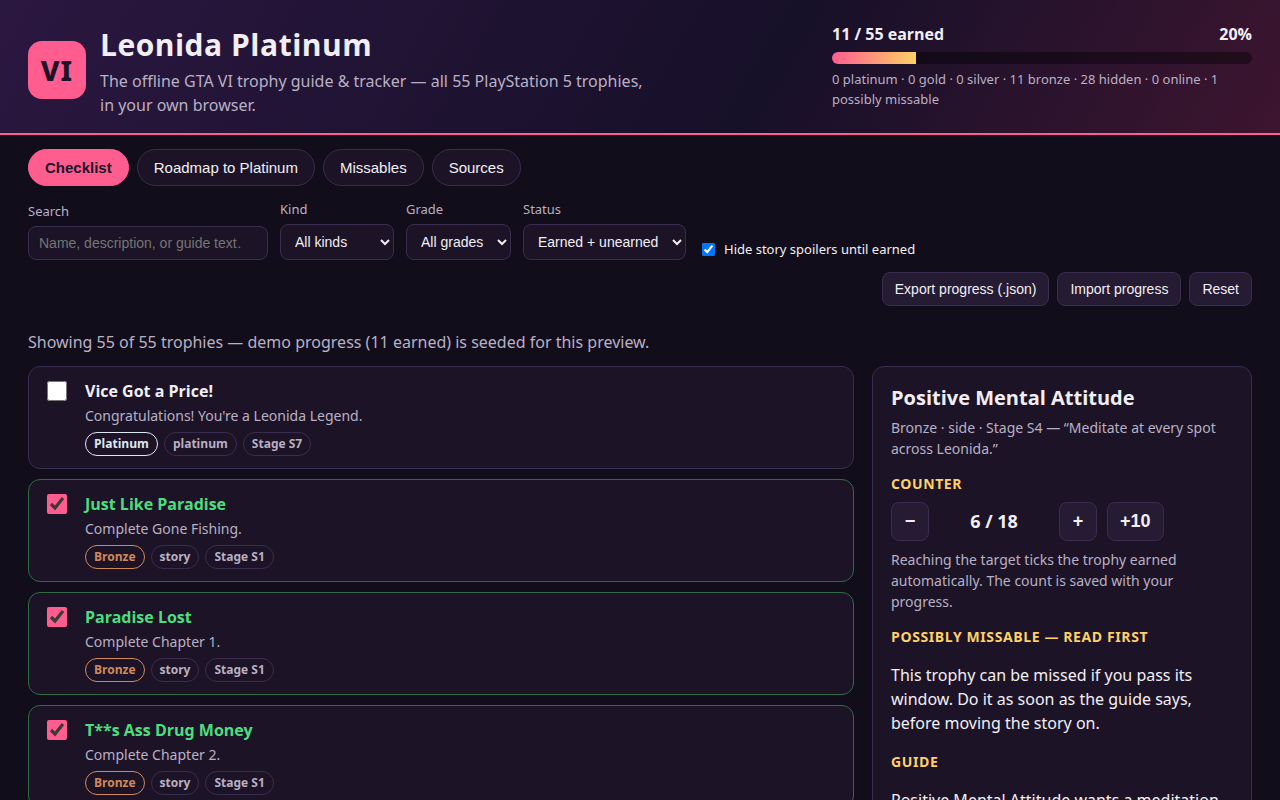 VI
Leonida Platinum
The offline GTA VI trophy guide & tracker — all 55 PlayStation 5 trophies,
in your own browser.
11 / 55 earned 20%
0 platinum · 0 gold · 0 silver · 11 bronze · 28 hidden · 0 online · 1
possibly missable
Checklist Roadmap to Platinum Missables Sources
Search Kind Grade Status
Name, description, or guide text. All kinds All grades Earned + unearned Hide story spoilers until earned
Export progress (.json) Import progress Reset
Showing 55 of 55 trophies — demo progress (11 earned) is seeded for this preview.
Vice Got a Price!
Congratulations! You're a Leonida Legend.
Platinum platinum Stage S7
Just Like Paradise
Complete Gone Fishing.
Bronze story Stage S1
Paradise Lost
Complete Chapter 1.
Bronze story Stage S1
T**s Ass Drug Money
Complete Chapter 2.
Bronze story Stage S1
Positive Mental Attitude
Bronze · side · Stage S4 — “Meditate at every spot
across Leonida.”
COUNTER
− 6 / 18 + +10
Reaching the target ticks the trophy earned
automatically. The count is saved with your
progress.
POSSIBLY MISSABLE — READ FIRST
This trophy can be missed if you pass its
window. Do it as soon as the guide says,
before moving the story on.
GUIDE
Positive Mental Attitude wants a meditation